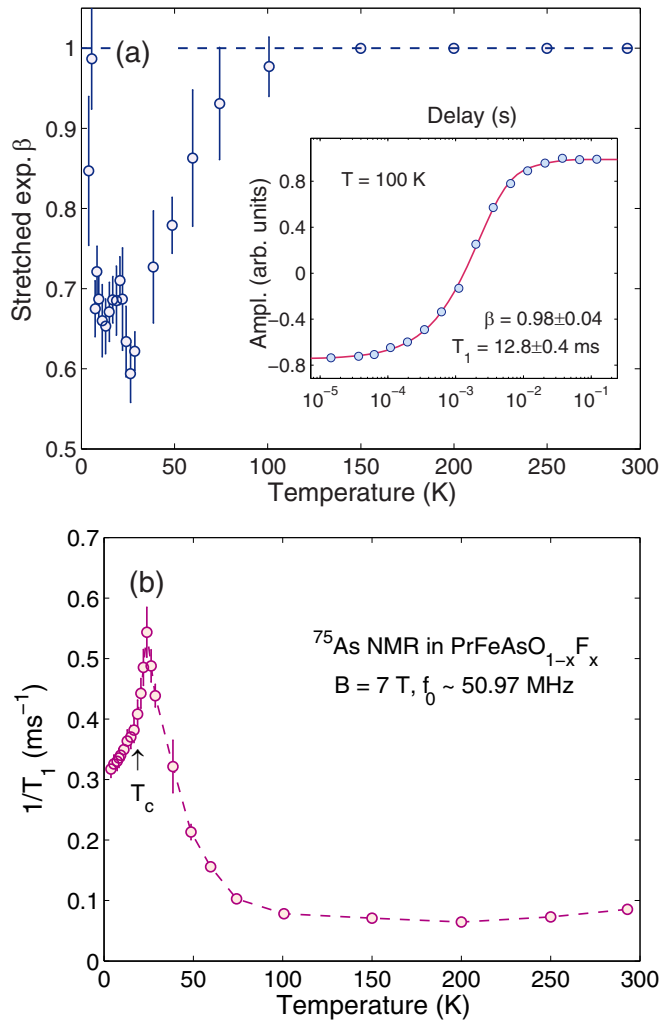 1
0.9
0.8
0.7
0.6
0.5
Stretched exp. β
(a)
Delay (s)
T = 100 K
0.8
0.4
0
−0.4
−0.8
Ampl. (arb. units)
β = 0.98±0.04
T₁ = 12.8±0.4 ms
10⁻⁵ 10⁻⁴ 10⁻³ 10⁻² 10⁻¹
0 50 100 150 200 250 300
Temperature (K)
0.7
0.6
0.5
0.4
0.3
0.2
0.1
0
1/T₁ (ms⁻¹)
(b)
⁷⁵As NMR in PrFeAsO₁₋ₓFₓ
B = 7 T, f₀ ~ 50.97 MHz
↑
T_c
0 50 100 150 200 250 300
Temperature (K)